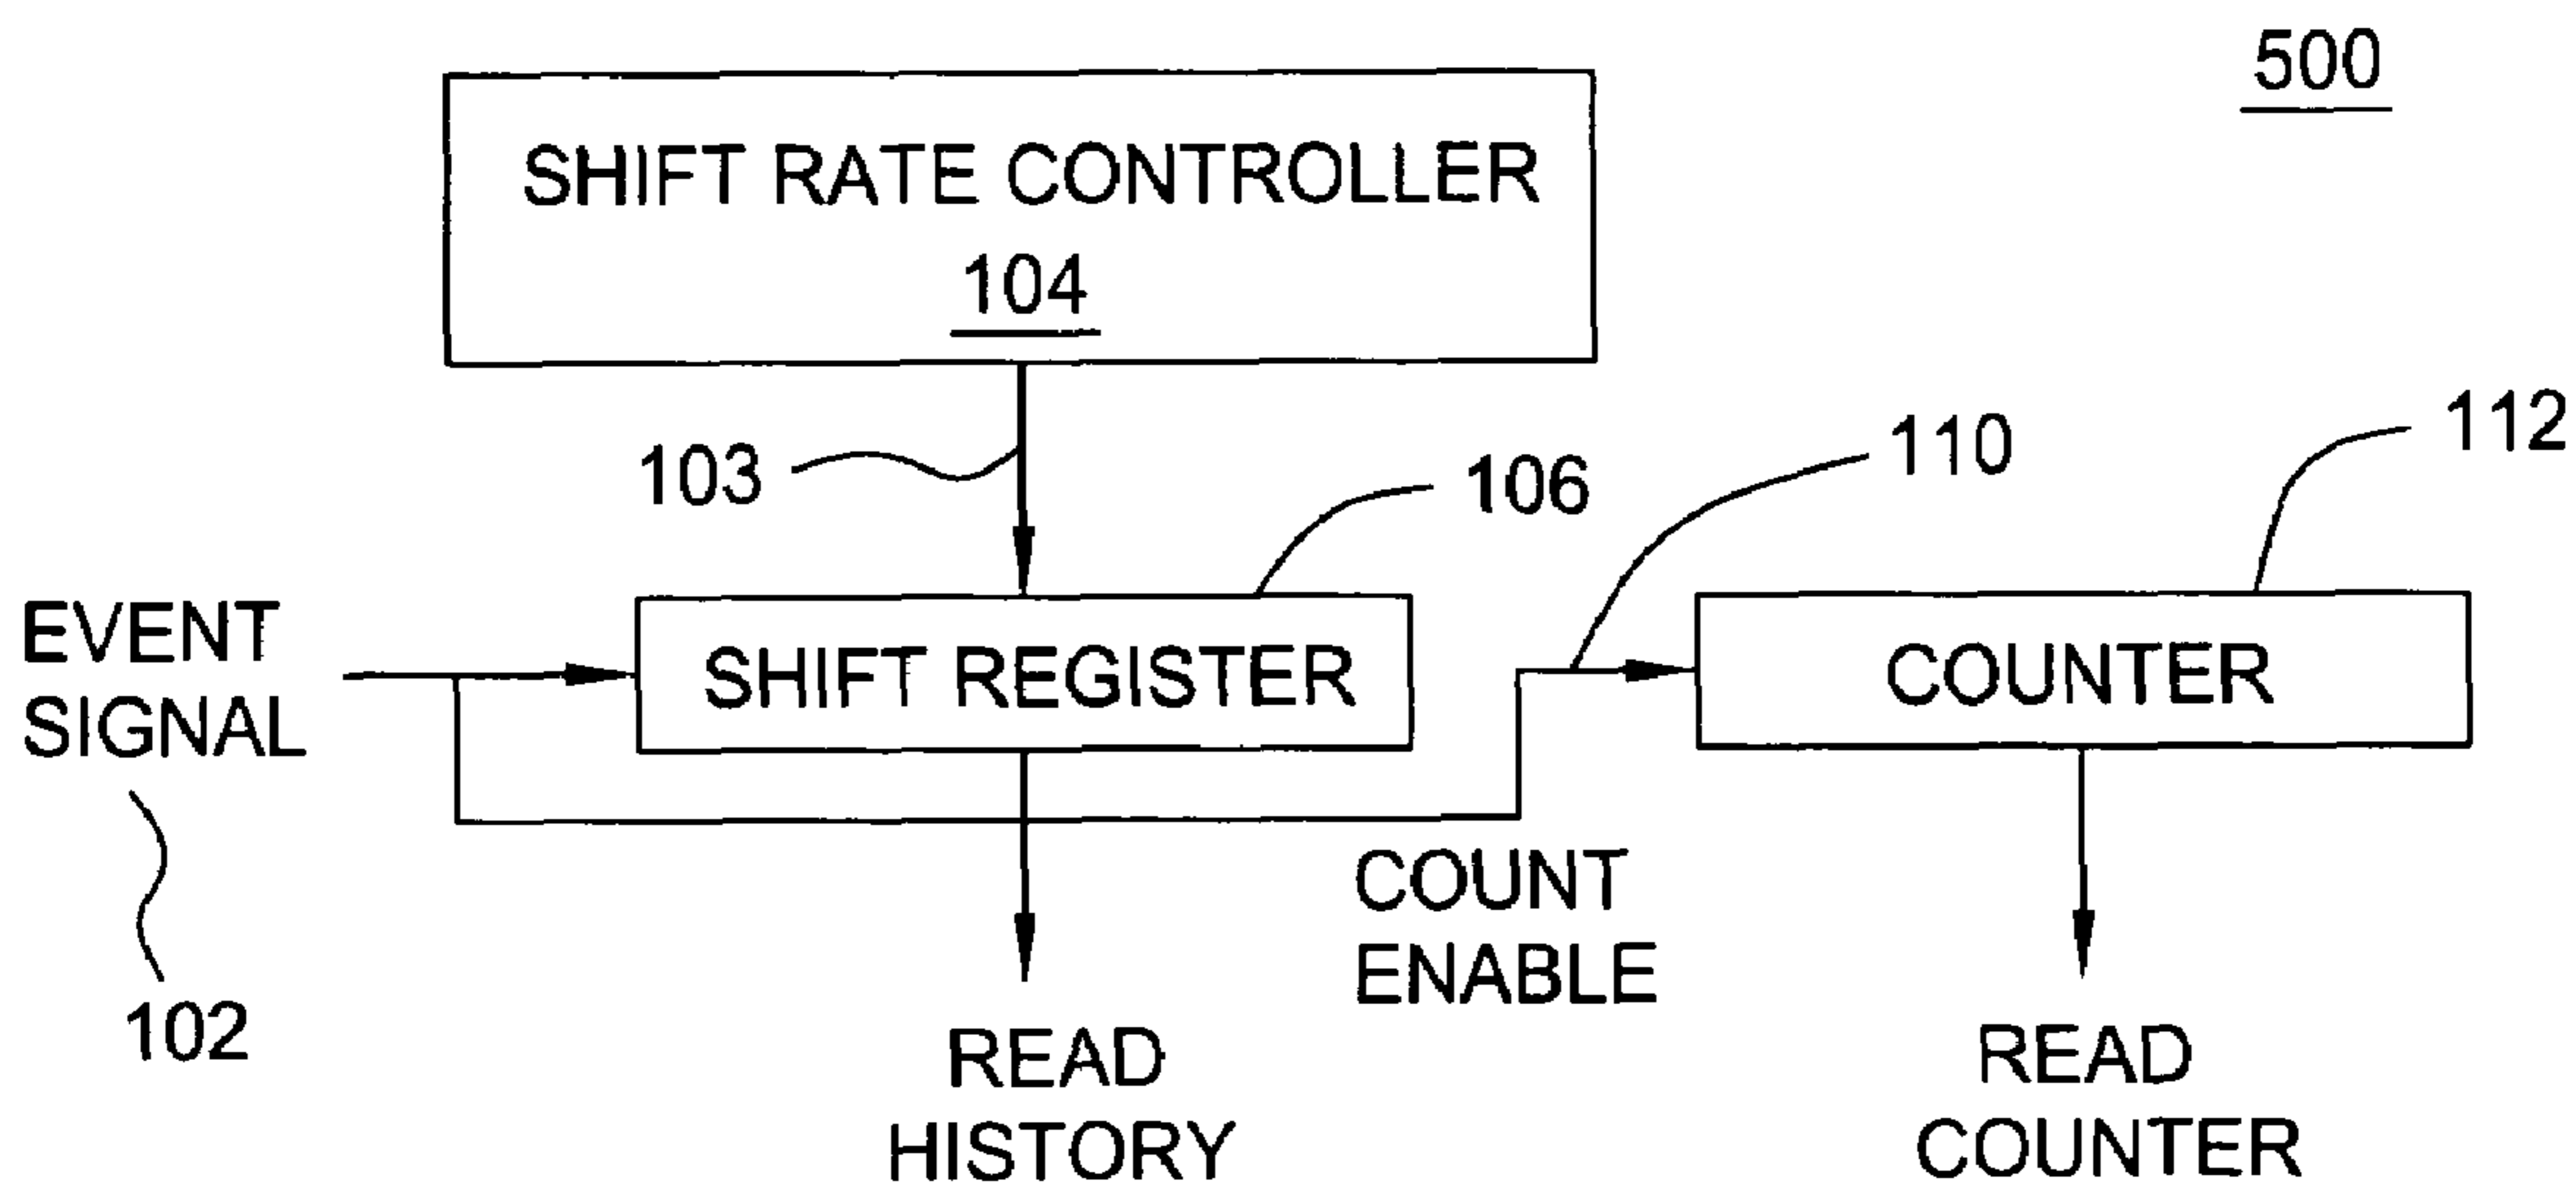 500
SHIFT RATE CONTROLLER
104
103
106
110
112
EVENT
SIGNAL
SHIFT REGISTER
COUNTER
COUNT
ENABLE
102
READ
HISTORY
READ
COUNTER